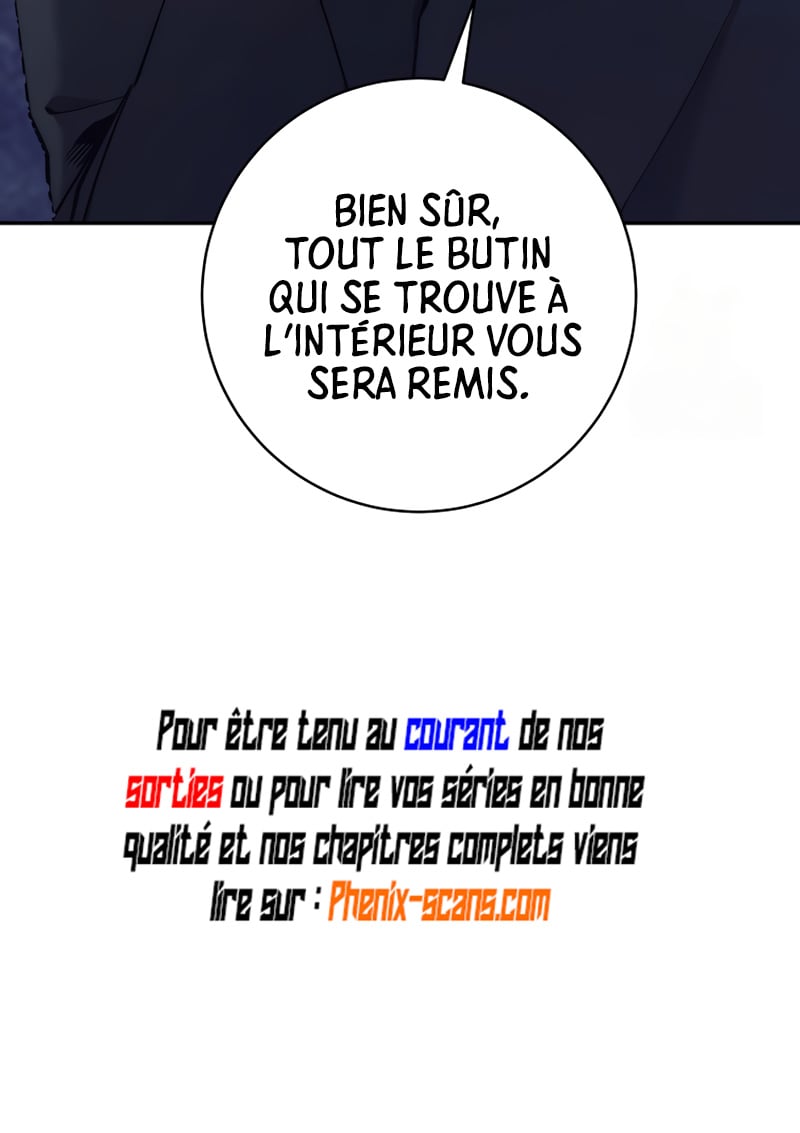 BIEN SÛR,
TOUT LE BUTIN
QUI SE TROUVE À
L'INTÉRIEUR VOUS
SERA REMIS.
Pour être tenu au courant de nos
sorties ou pour lire vos séries en bonne
qualité et nos chapitres complets viens
lire sur : Phenix-scans.com